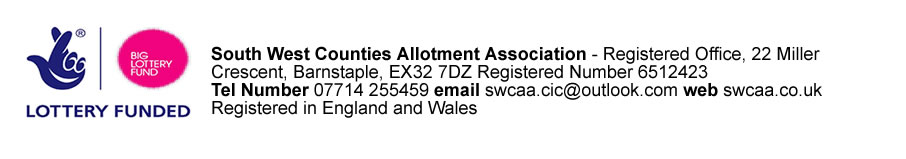 ®
BIG
LOTTERY
FUND
LOTTERY FUNDED
South West Counties Allotment Association - Registered Office, 22 Miller
Crescent, Barnstaple, EX32 7DZ Registered Number 6512423
Tel Number 07714 255459 email swcaa.cic@outlook.com web swcaa.co.uk
Registered in England and Wales